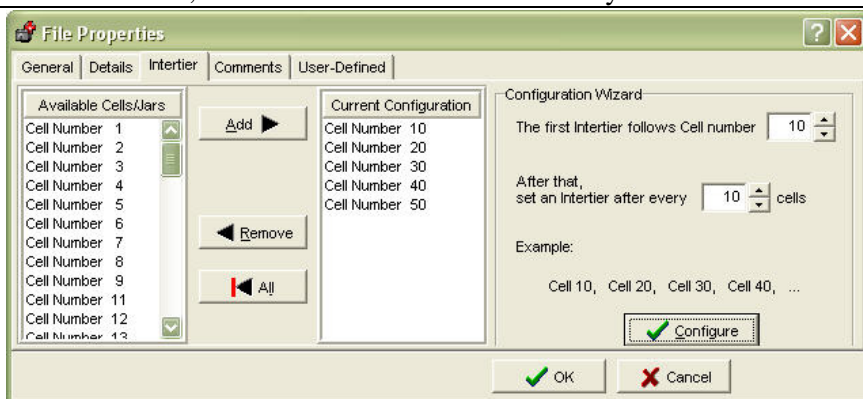 File Properties
General Details Intertier Comments User-Defined
Available Cells/Jars
Cell Number 1
Cell Number 2
Cell Number 3
Cell Number 4
Cell Number 5
Cell Number 6
Cell Number 7
Cell Number 8
Cell Number 9
Cell Number 11
Cell Number 12
Cell Number 13
Add
Remove
All
Current Configuration
Cell Number 10
Cell Number 20
Cell Number 30
Cell Number 40
Cell Number 50
Configuration Wizard
The first Intertier follows Cell number 10
After that,
set an Intertier after every 10 cells
Example:
Cell 10, Cell 20, Cell 30, Cell 40, ...
Configure
OK Cancel